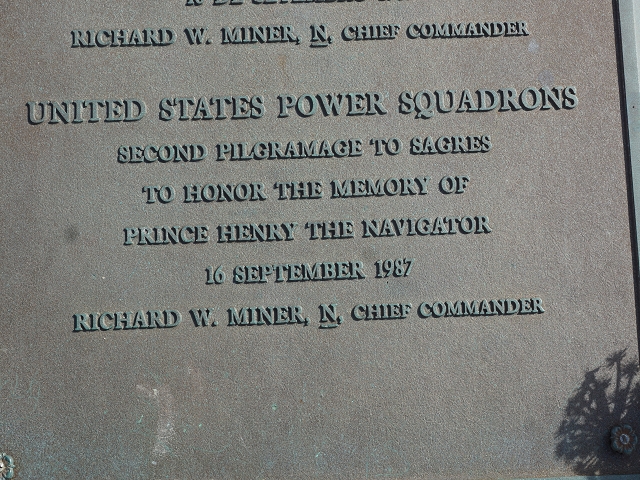 RICHARD W. MINER, N. CHIEF COMMANDER
UNITED STATES POWER SQUADRONS
SECOND PILGRAMAGE TO SAGRES
TO HONOR THE MEMORY OF
PRINCE HENRY THE NAVIGATOR
16 SEPTEMBER 1987
RICHARD W. MINER, N. CHIEF COMMANDER